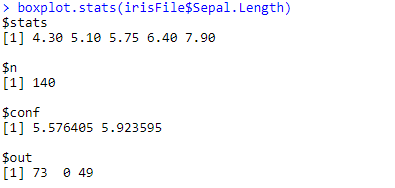 > boxplot.stats(irisFile$Sepal.Length)
$stats
[1] 4.30 5.10 5.75 6.40 7.90
$n
[1] 140
$conf
[1] 5.576405 5.923595
$out
[1] 73  0 49